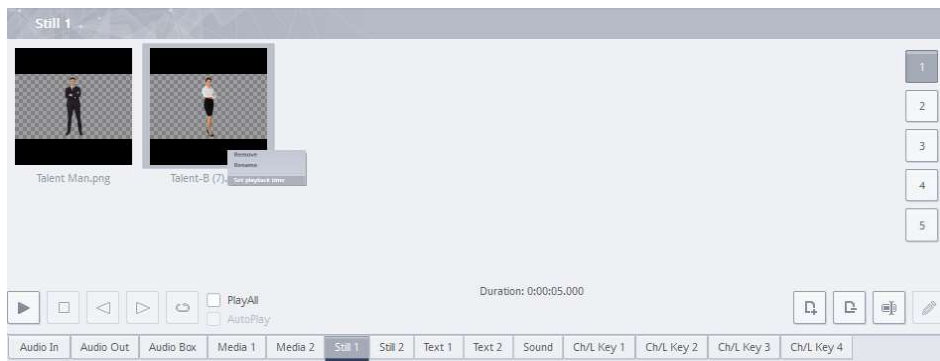 Still 1
1
2
3
4
5
Talent Man.png
Talent-B (7).
Remove
Rename
Set playback time
PlayAll
AutoPlay
Duration: 0:00:05.000
Audio In
Audio Out
Audio Box
Media 1
Media 2
Still 1
Still 2
Text 1
Text 2
Sound
Ch/L Key 1
Ch/L Key 2
Ch/L Key 3
Ch/L Key 4